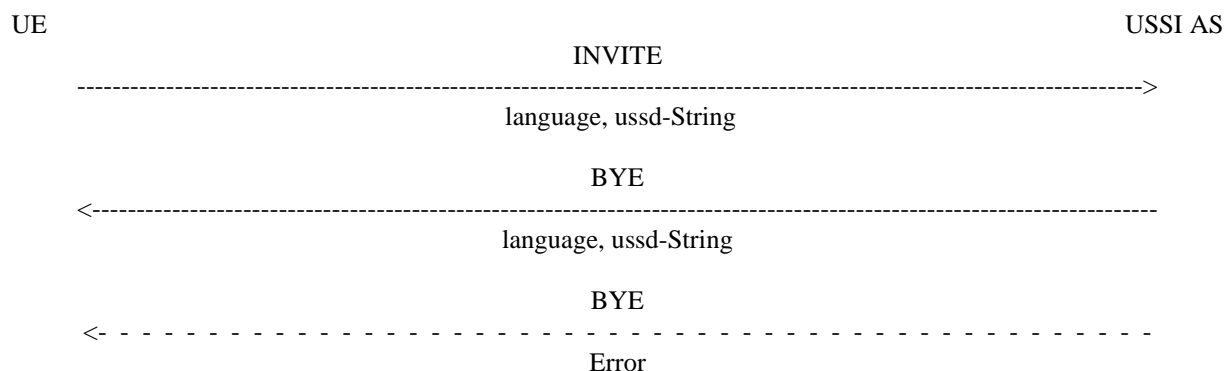 UE USSI AS
INVITE
language, ussd-String
BYE
language, ussd-String
BYE
Error